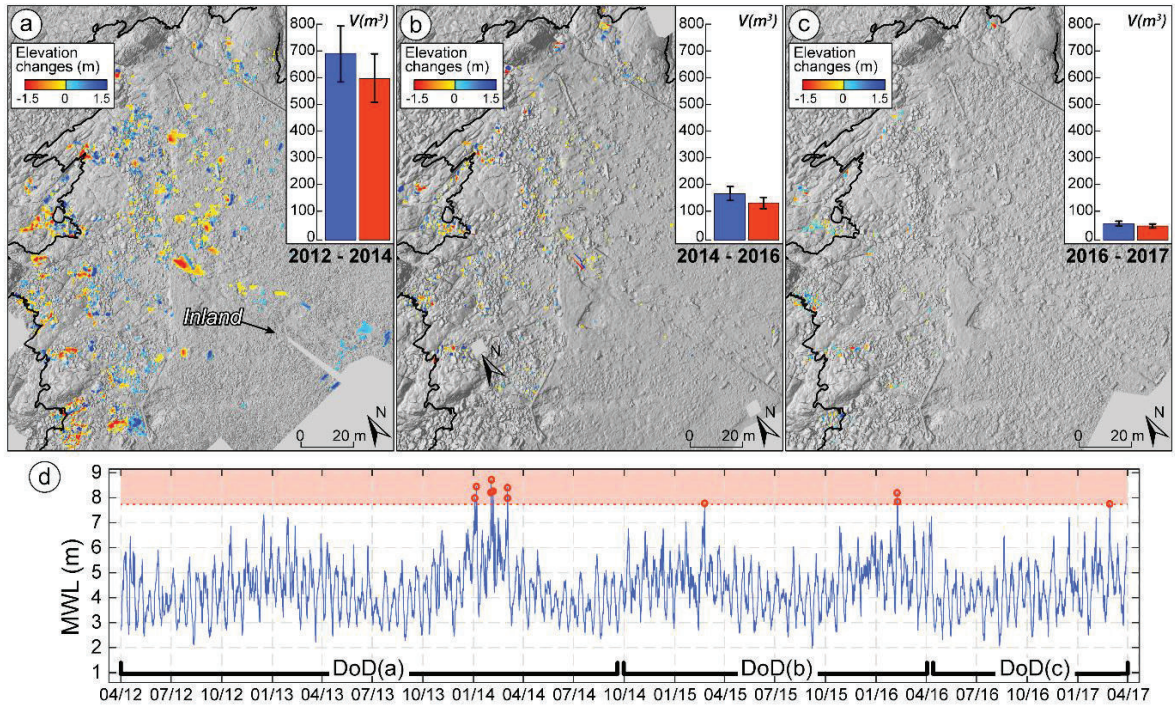 a
Elevation
changes (m)
-1.5 0 1.5
V(m³)
800
700
600
500
400
300
200
100
0
2012 - 2014
Inland
N
0 20 m
b
Elevation
changes (m)
-1.5 0 1.5
V(m³)
800
700
600
500
400
300
200
100
0
2014 - 2016
N
N
0 20 m
c
Elevation
changes (m)
-1.5 0 1.5
V(m³)
800
700
600
500
400
300
200
100
0
2016 - 2017
N
0 20 m
d
MWL (m)
9
8
7
6
5
4
3
2
1
DoD(a) DoD(b) DoD(c)
04/12 07/12 10/12 01/13 04/13 07/13 10/13 01/14 04/14 07/14 10/14 01/15 04/15 07/15 10/15 01/16 04/16 07/16 10/16 01/17 04/17